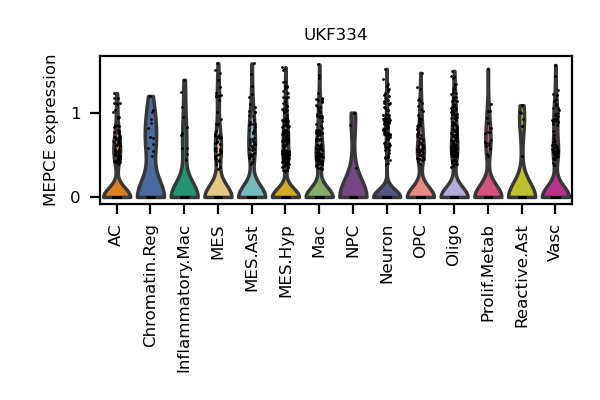 UKF334
MEPCE expression
1
0
AC
Chromatin.Reg
Inflammatory.Mac
MES
MES.Ast
MES.Hyp
Mac
NPC
Neuron
OPC
Oligo
Prolif.Metab
Reactive.Ast
Vasc